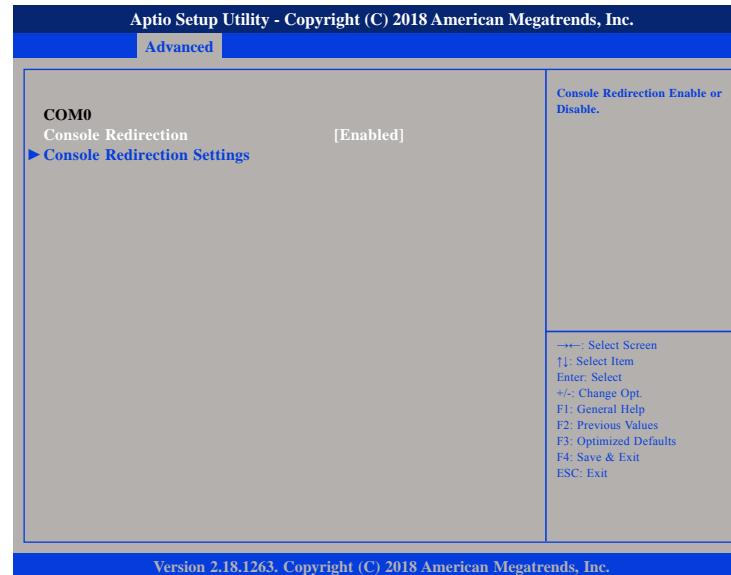 Aptio Setup Utility - Copyright (C) 2018 American Megatrends, Inc.
Advanced
COM0
Console Redirection [Enabled]
►Console Redirection Settings
Console Redirection Enable or
Disable.
→←: Select Screen
↑↓: Select Item
Enter: Select
+/-: Change Opt.
F1: General Help
F2: Previous Values
F3: Optimized Defaults
F4: Save & Exit
ESC: Exit
Version 2.18.1263. Copyright (C) 2018 American Megatrends, Inc.